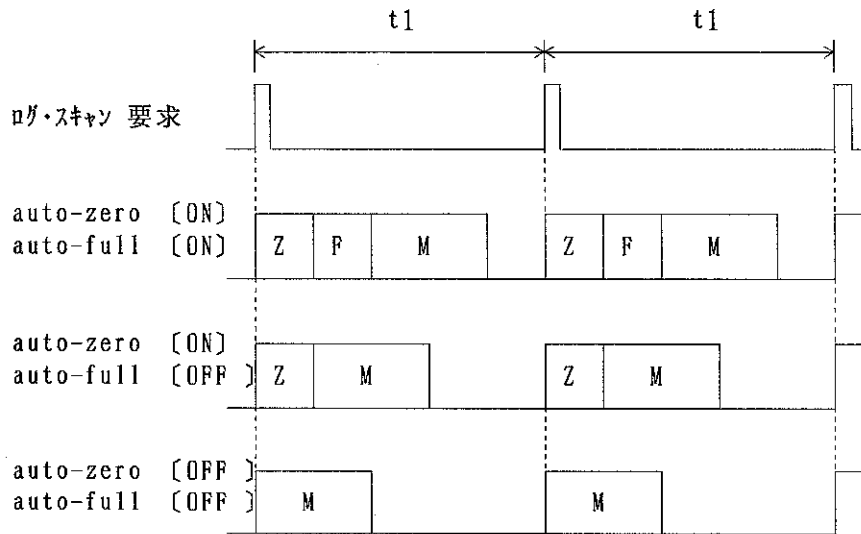 t1 t1
ﾛｸﾞ・ｽｷｬﾝ 要求
auto-zero 〔ON〕
auto-full 〔ON〕
Z F M Z F M
auto-zero 〔ON〕
auto-full 〔OFF 〕
Z M Z M
auto-zero 〔OFF 〕
auto-full 〔OFF 〕
M M